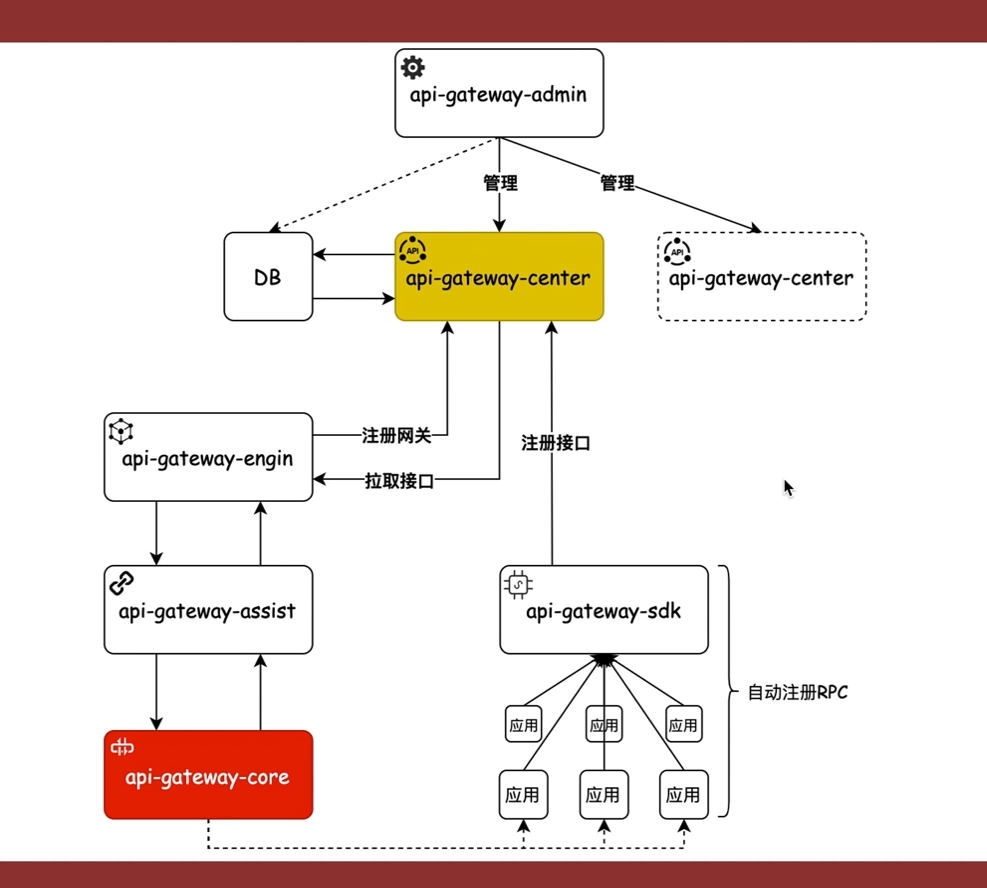 api-gateway-admin
管理
管理
DB
API
api-gateway-center
API
api-gateway-center
注册网关
注册接口
api-gateway-engin
拉取接口
api-gateway-assist
api-gateway-sdk
自动注册RPC
应用
应用
应用
api-gateway-core
应用
应用
应用